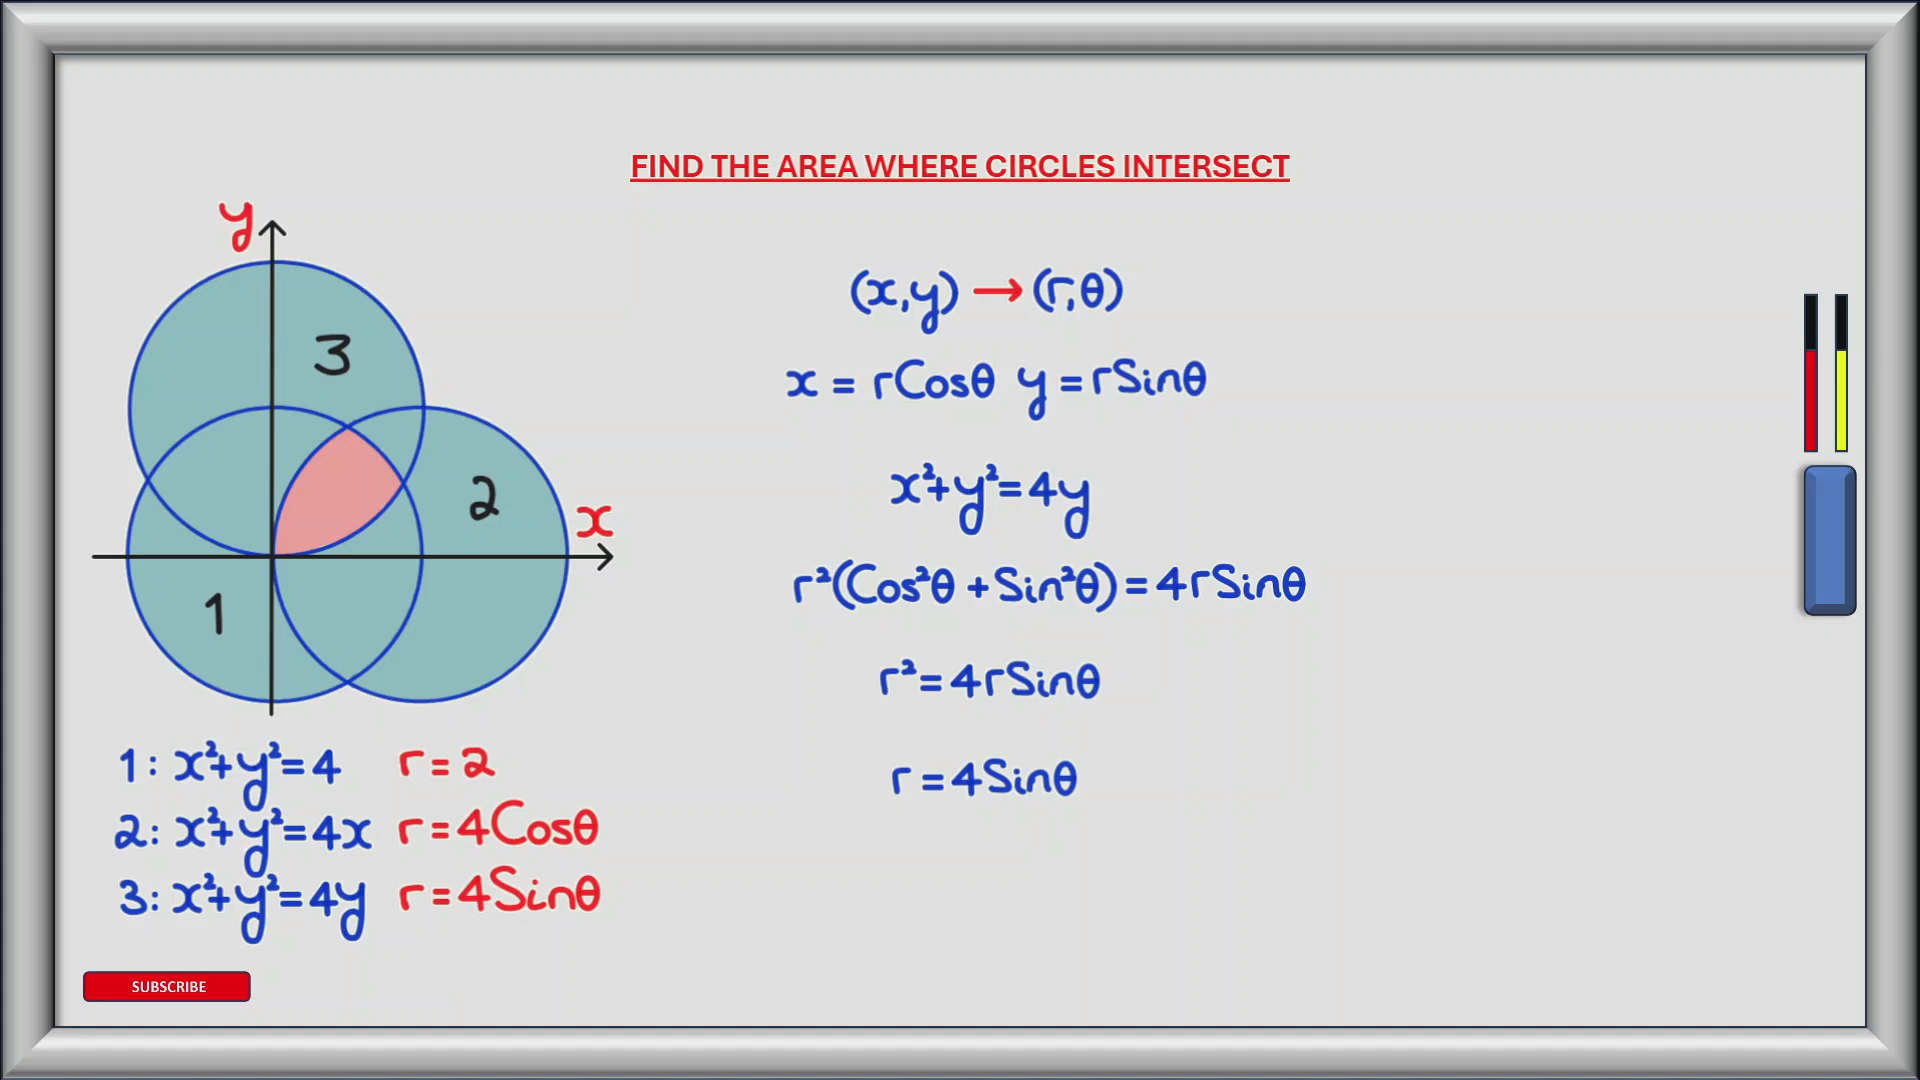 FIND THE AREA WHERE CIRCLES INTERSECT
y
3
2
x
1
(x,y) → (r,θ)
x = rCosθ y = rSinθ
x²+y²=4y
r²(Cos²θ + Sin²θ) = 4rSinθ
r² = 4rSinθ
r = 4Sinθ
1: x²+y²=4 r = 2
2: x²+y²=4x r = 4Cosθ
3: x²+y²=4y r = 4Sinθ
SUBSCRIBE